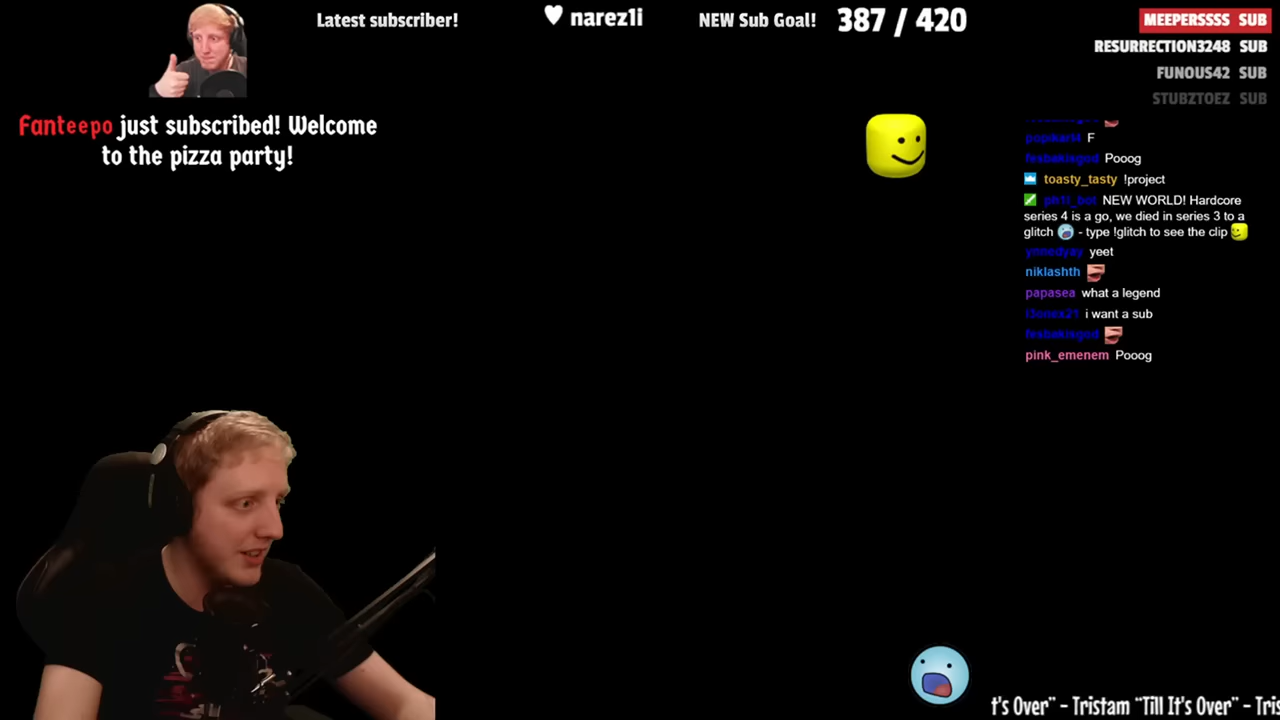 Latest subscriber!
narez1i
NEW Sub Goal!
387 / 420
MEEPERSSSS SUB
RESURRECTION3248 SUB
FUNOUS42 SUB
STUBZTOEZ SUB
Fanteepo just subscribed! Welcome
to the pizza party!
F
Pooog
toasty_tasty !project
NEW WORLD! Hardcore
series 4 is a go, we died in series 3 to a
glitch - type !glitch to see the clip
yeet
niklashth
papasea what a legend
i want a sub
pink_emenem Pooog
t's Over" - Tristam "Till It's Over" - Tris